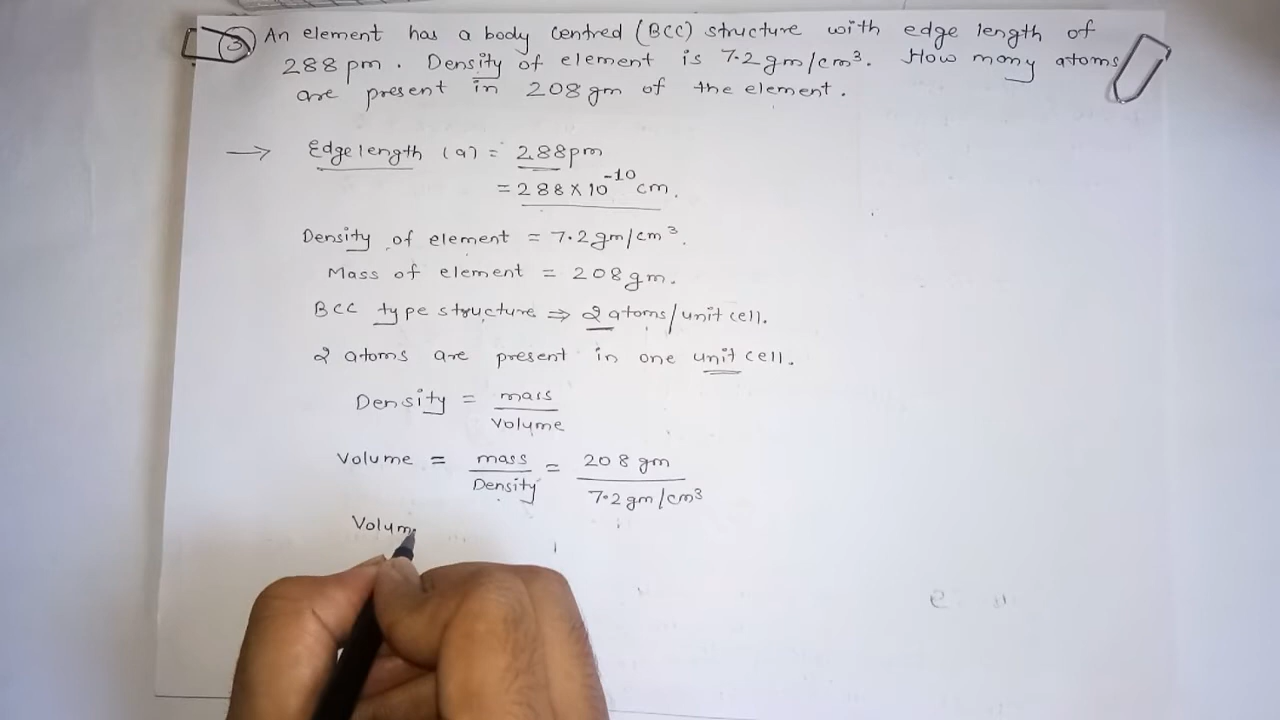 3) An element has a body centred (BCC) structure with edge length of
288 pm. Density of element is 7.2 gm/cm³. How many atoms
are present in 208 gm of the element.
→ Edge length (a) = 288 pm
= 288 × 10⁻¹⁰ cm.
Density of element = 7.2 gm/cm³.
Mass of element = 208 gm.
BCC type structure ⇒ 2 atoms/unit cell.
2 atoms are present in one unit cell.
Density = mass / Volume
Volume = mass / Density = 208 gm / 7.2 gm/cm³
Volum